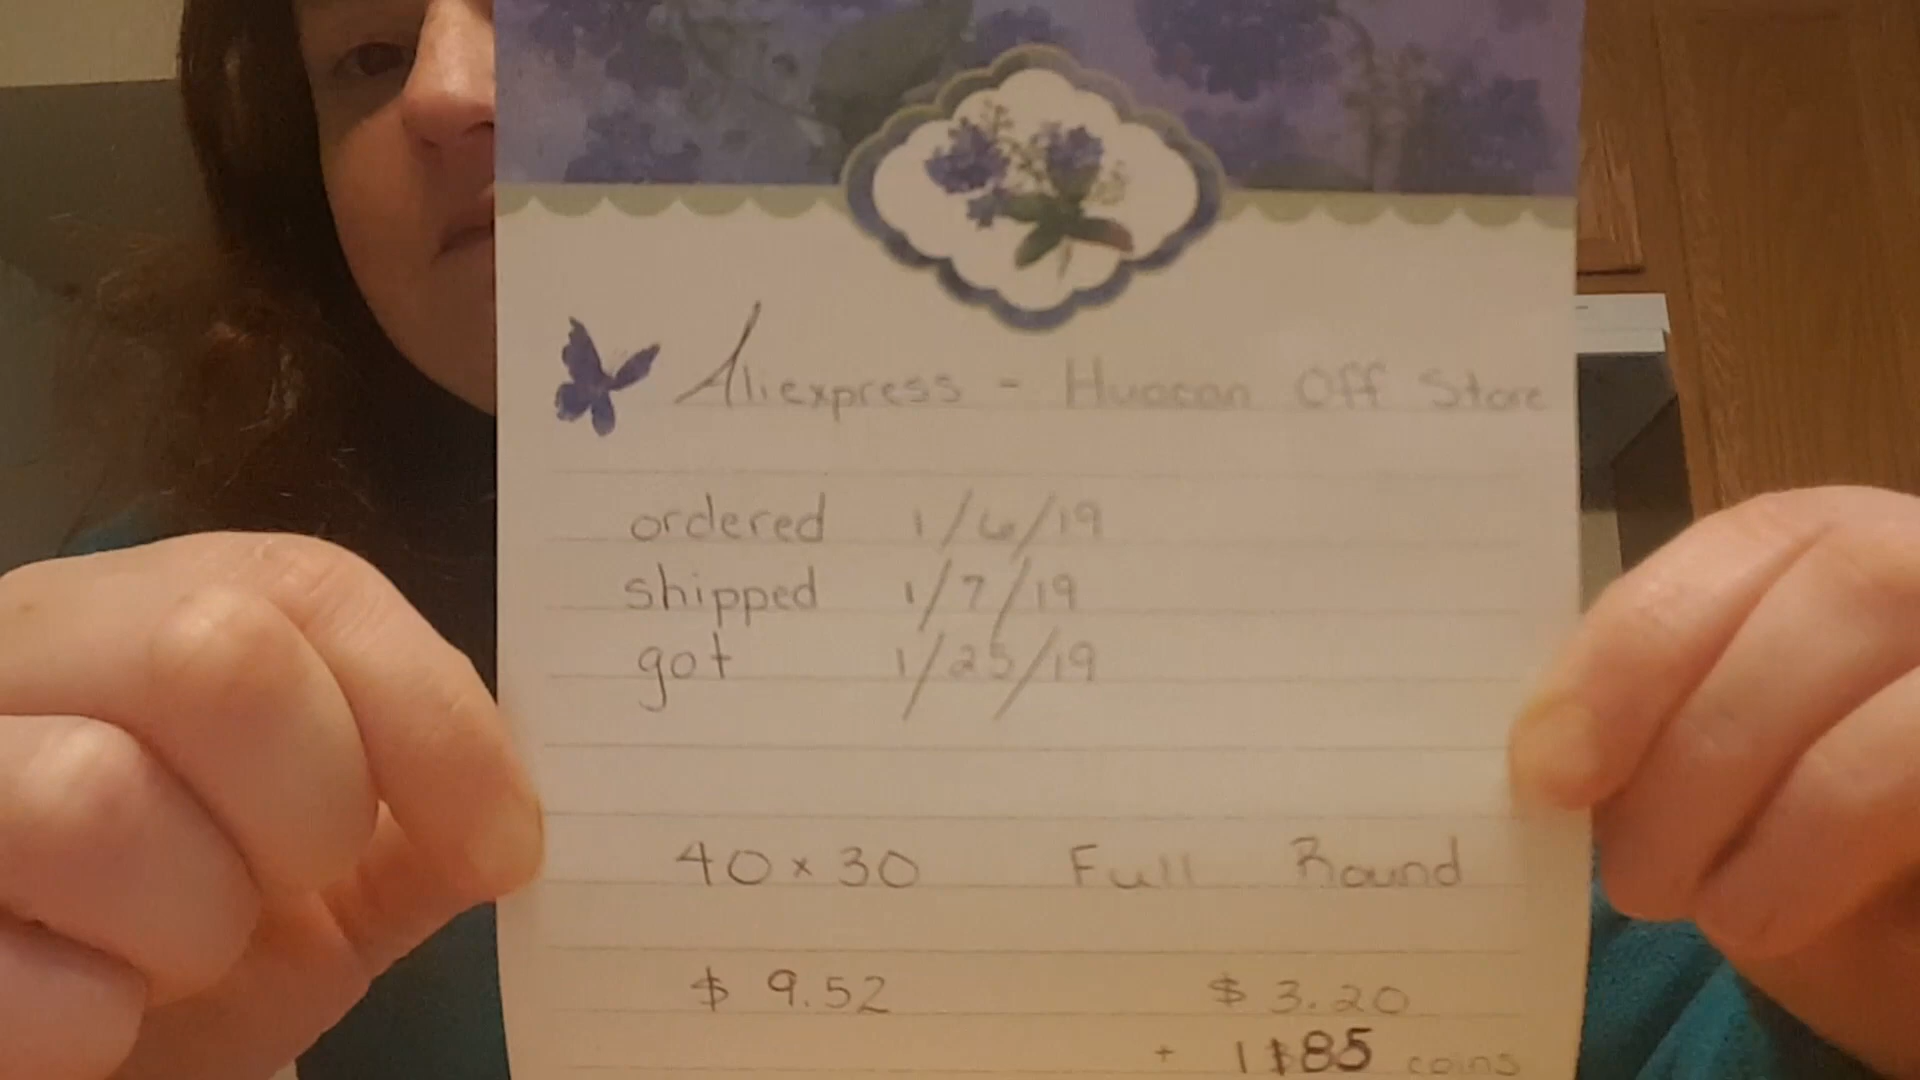 Aliexpress - Huacan Off Store
ordered 1/6/19
shipped 1/7/19
got 1/25/19
40 x 30 Full Round
$ 9.52 $ 3.20
+ 1185 coins